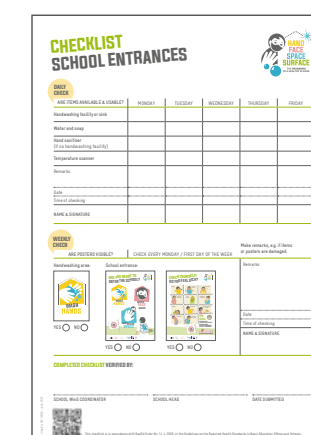 CHECKLIST
SCHOOL ENTRANCES
HAND
FACE
SPACE
SURFACE
DAILY
CHECK
ARE ITEMS AVAILABLE & USABLE? MONDAY TUESDAY WEDNESDAY THURSDAY FRIDAY
Handwashing facility or sink
Water and soap
Hand sanitizer
(if no handwashing facility)
Temperature scanner
Remarks:
Date
Time of checking
NAME & SIGNATURE
WEEKLY
CHECK
ARE POSTERS VISIBLE? CHECK EVERY MONDAY / FIRST DAY OF THE WEEK
Make remarks, e.g. if items
or posters are damaged.
Handwashing area: School entrance:
Remarks:
WASH
HANDS
Date
Time of checking
NAME & SIGNATURE
YES NO
YES NO YES NO
COMPLETED CHECKLIST VERIFIED BY:
SCHOOL WinS COORDINATOR SCHOOL HEAD DATE SUBMITTED